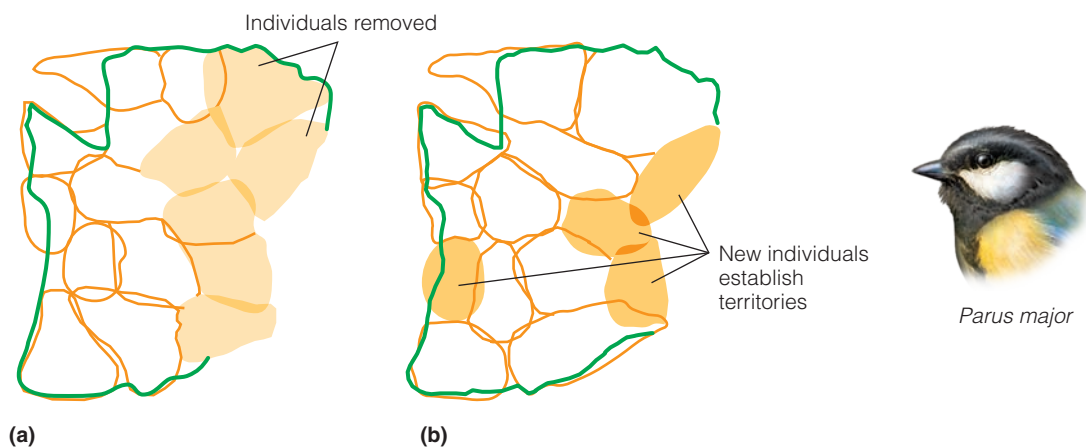 Individuals removed
New individuals
establish
territories
Parus major
(a)
(b)